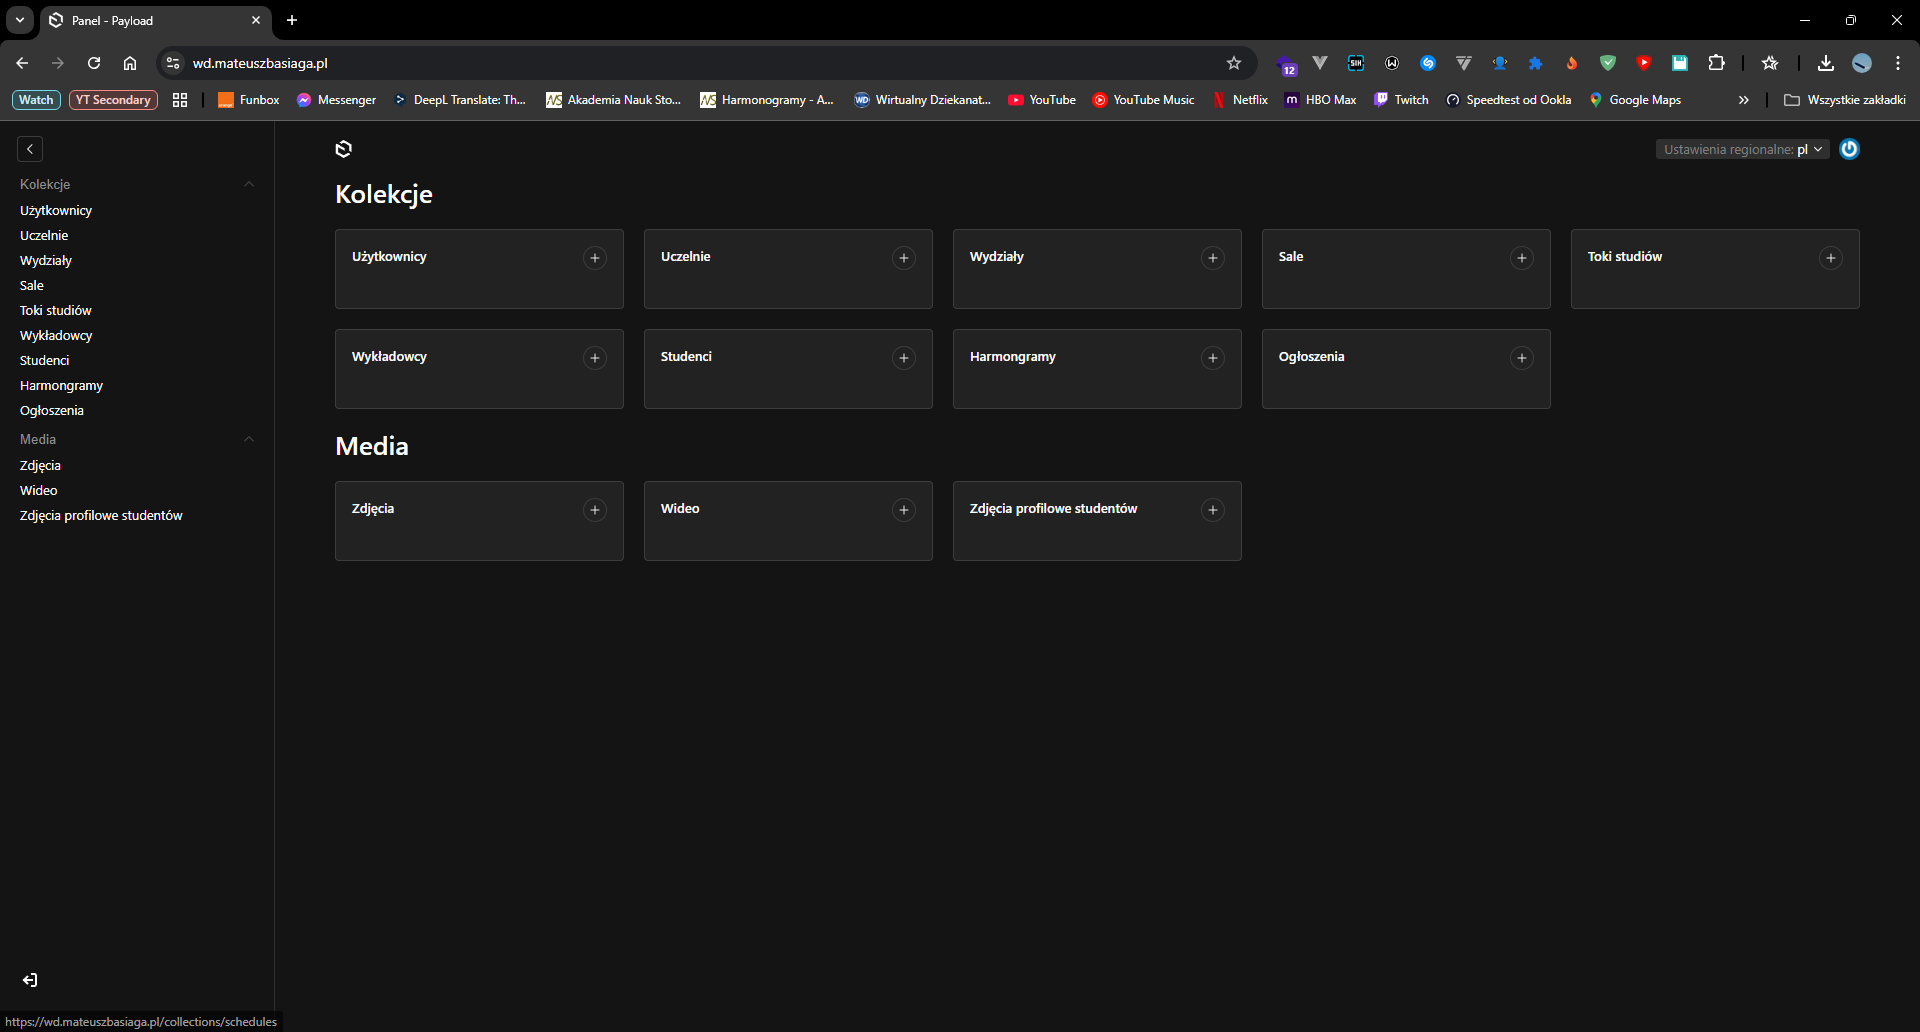 Panel - Payload
wd.mateuszbasiaga.pl
12
SIH
Watch
YT Secondary
Funbox
Messenger
DeepL Translate: Th...
Akademia Nauk Sto...
Harmonogramy - A...
Wirtualny Dziekanat...
YouTube
YouTube Music
Netflix
HBO Max
Twitch
Speedtest od Ookla
Google Maps
Wszystkie zakładki
Ustawienia regionalne: pl
Kolekcje
Użytkownicy
Uczelnie
Wydziały
Sale
Toki studiów
Wykładowcy
Studenci
Harmongramy
Ogłoszenia
Media
Zdjęcia
Wideo
Zdjęcia profilowe studentów
Kolekcje
Użytkownicy
Uczelnie
Wydziały
Sale
Toki studiów
Wykładowcy
Studenci
Harmongramy
Ogłoszenia
Media
Zdjęcia
Wideo
Zdjęcia profilowe studentów
https://wd.mateuszbasiaga.pl/collections/schedules